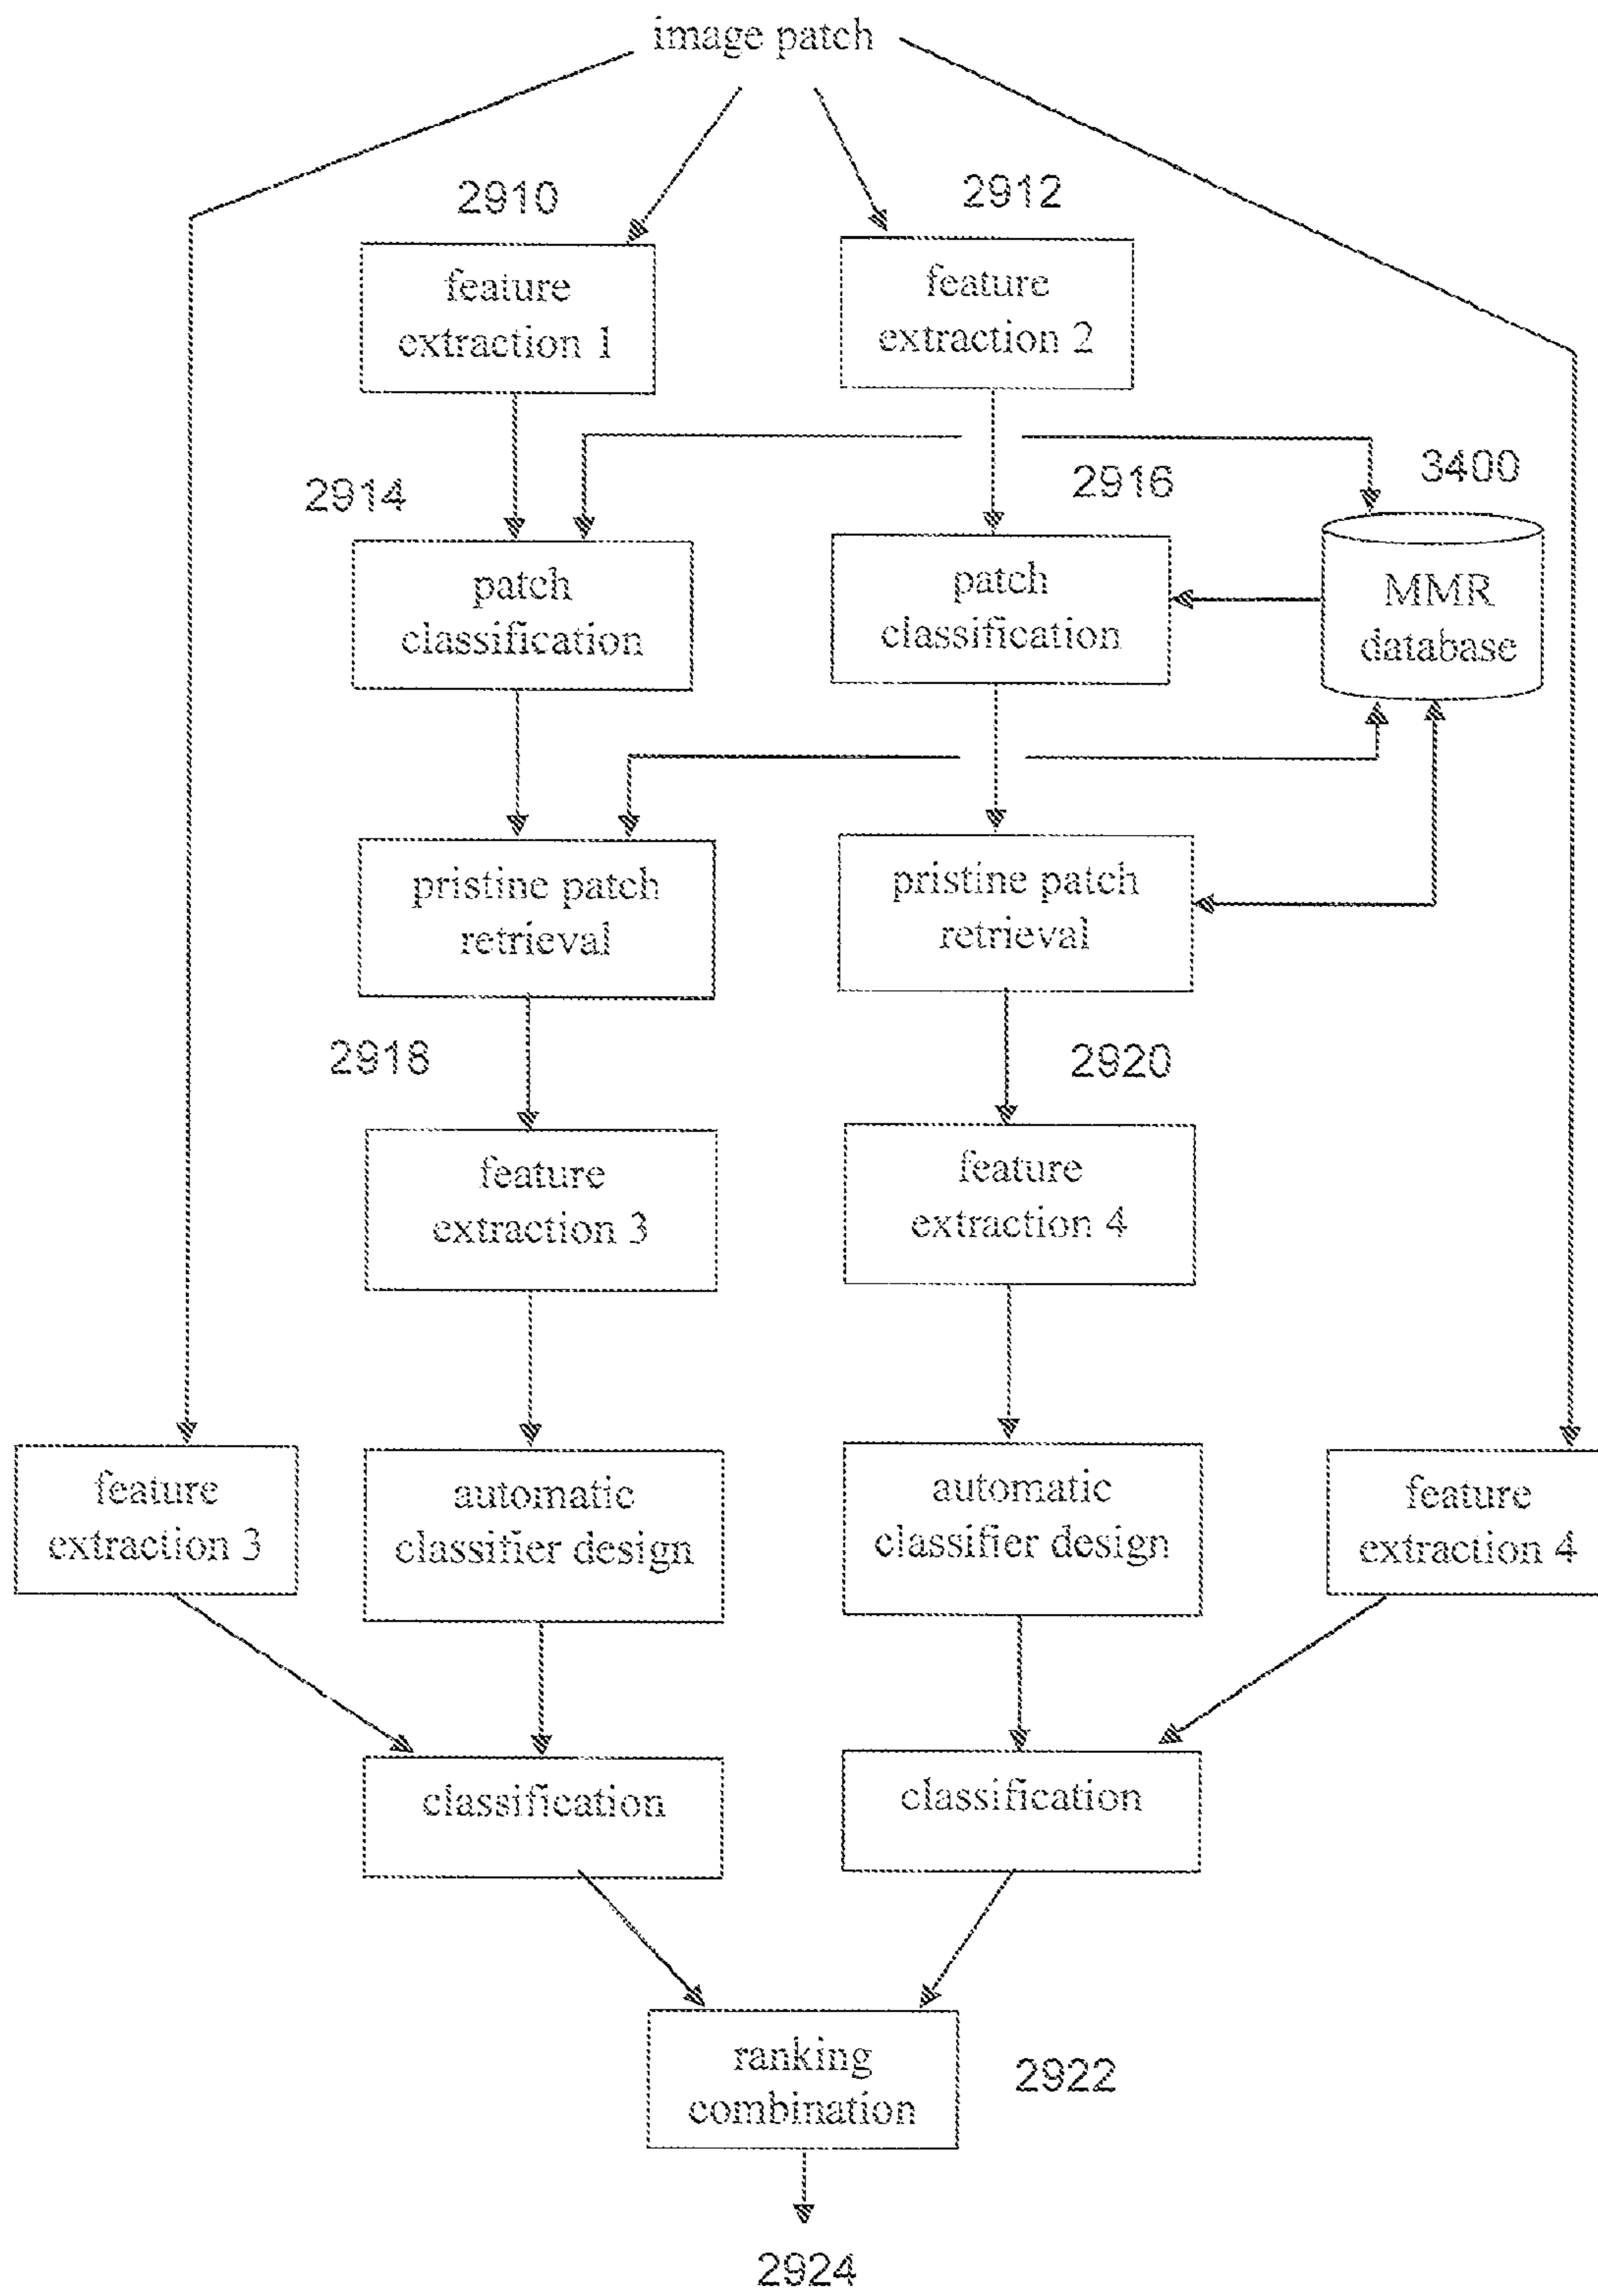 image patch
2910
2912
feature
extraction 1
feature
extraction 2
2914
2916
3400
patch
classification
patch
classification
MMR
database
pristine patch
retrieval
pristine patch
retrieval
2918
2920
feature
extraction 3
feature
extraction 4
feature
extraction 3
automatic
classifier design
automatic
classifier design
feature
extraction 4
classification
classification
ranking
combination
2922
2924